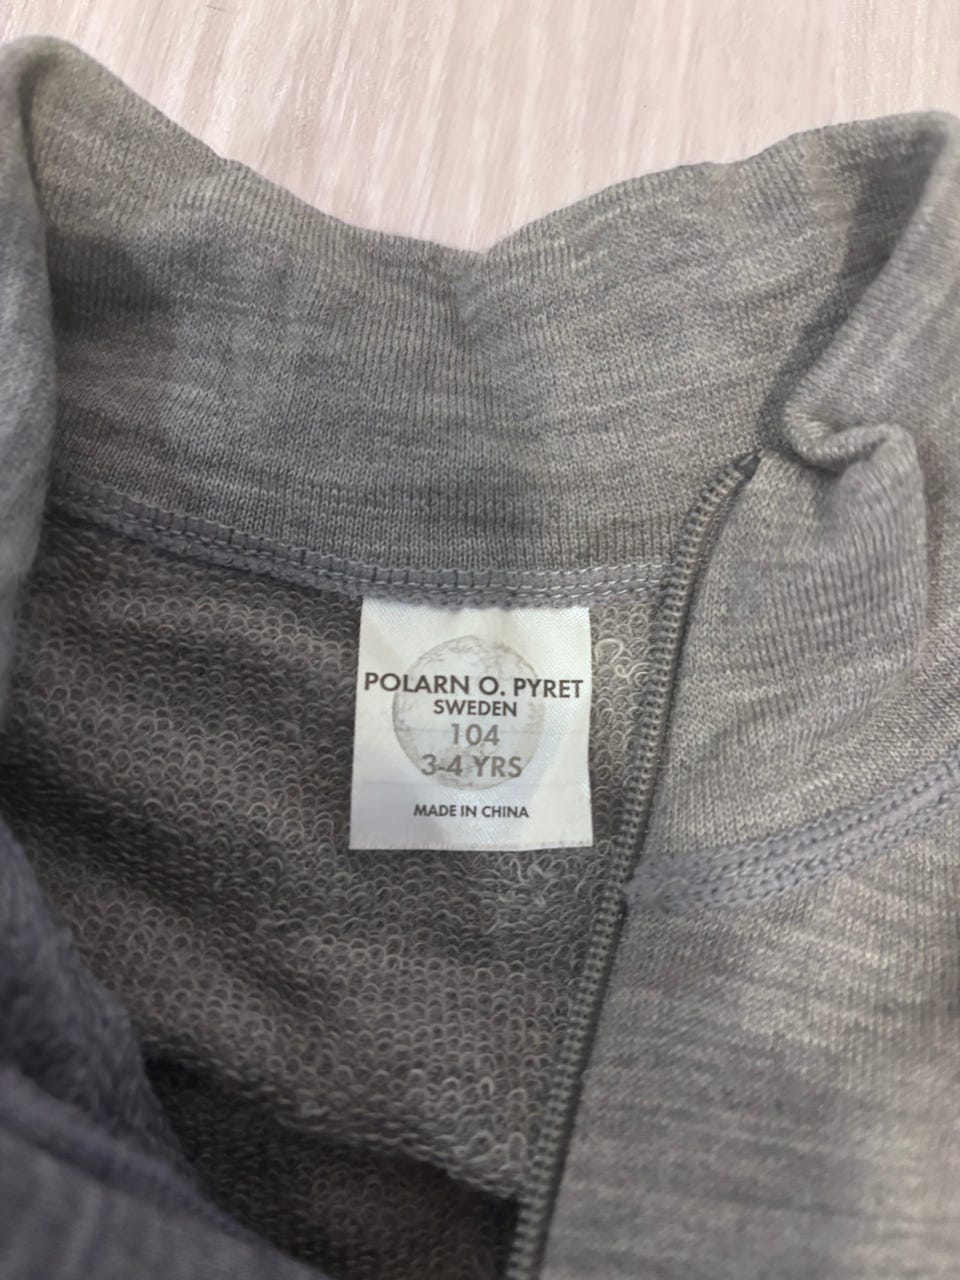 POLARN O. PYRET
SWEDEN
104
3-4 YRS
MADE IN CHINA